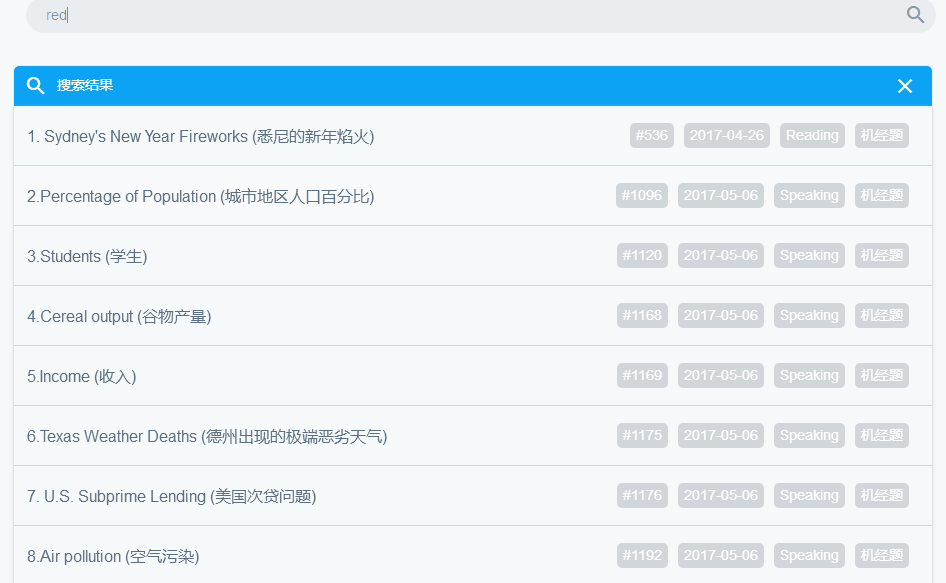 red
搜索结果
1. Sydney's New Year Fireworks (悉尼的新年焰火) #536 2017-04-26 Reading 机经题
2.Percentage of Population (城市地区人口百分比) #1096 2017-05-06 Speaking 机经题
3.Students (学生) #1120 2017-05-06 Speaking 机经题
4.Cereal output (谷物产量) #1168 2017-05-06 Speaking 机经题
5.Income (收入) #1169 2017-05-06 Speaking 机经题
6.Texas Weather Deaths (德州出现的极端恶劣天气) #1175 2017-05-06 Speaking 机经题
7. U.S. Subprime Lending (美国次贷问题) #1176 2017-05-06 Speaking 机经题
8.Air pollution (空气污染) #1192 2017-05-06 Speaking 机经题